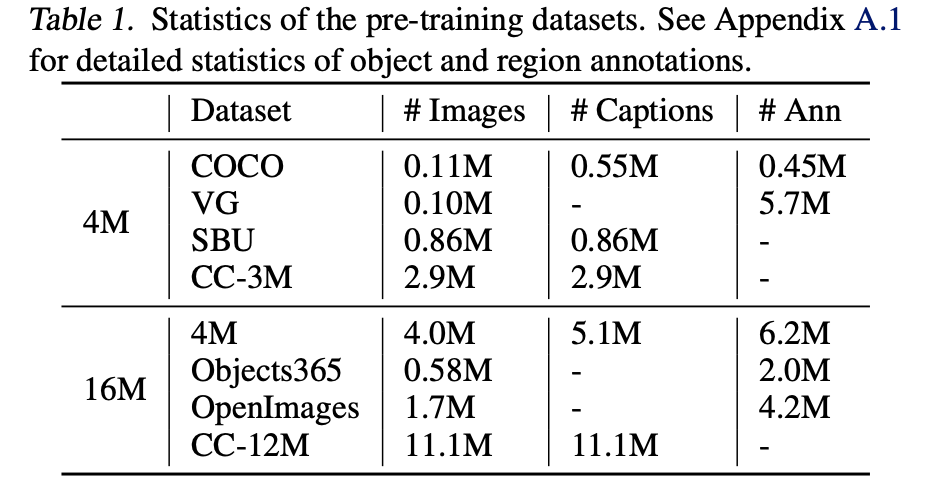 Table 1. Statistics of the pre-training datasets. See Appendix A.1
for detailed statistics of object and region annotations.
Dataset # Images # Captions # Ann
4M
COCO 0.11M 0.55M 0.45M
VG 0.10M - 5.7M
SBU 0.86M 0.86M -
CC-3M 2.9M 2.9M -
16M
4M 4.0M 5.1M 6.2M
Objects365 0.58M - 2.0M
OpenImages 1.7M - 4.2M
CC-12M 11.1M 11.1M -